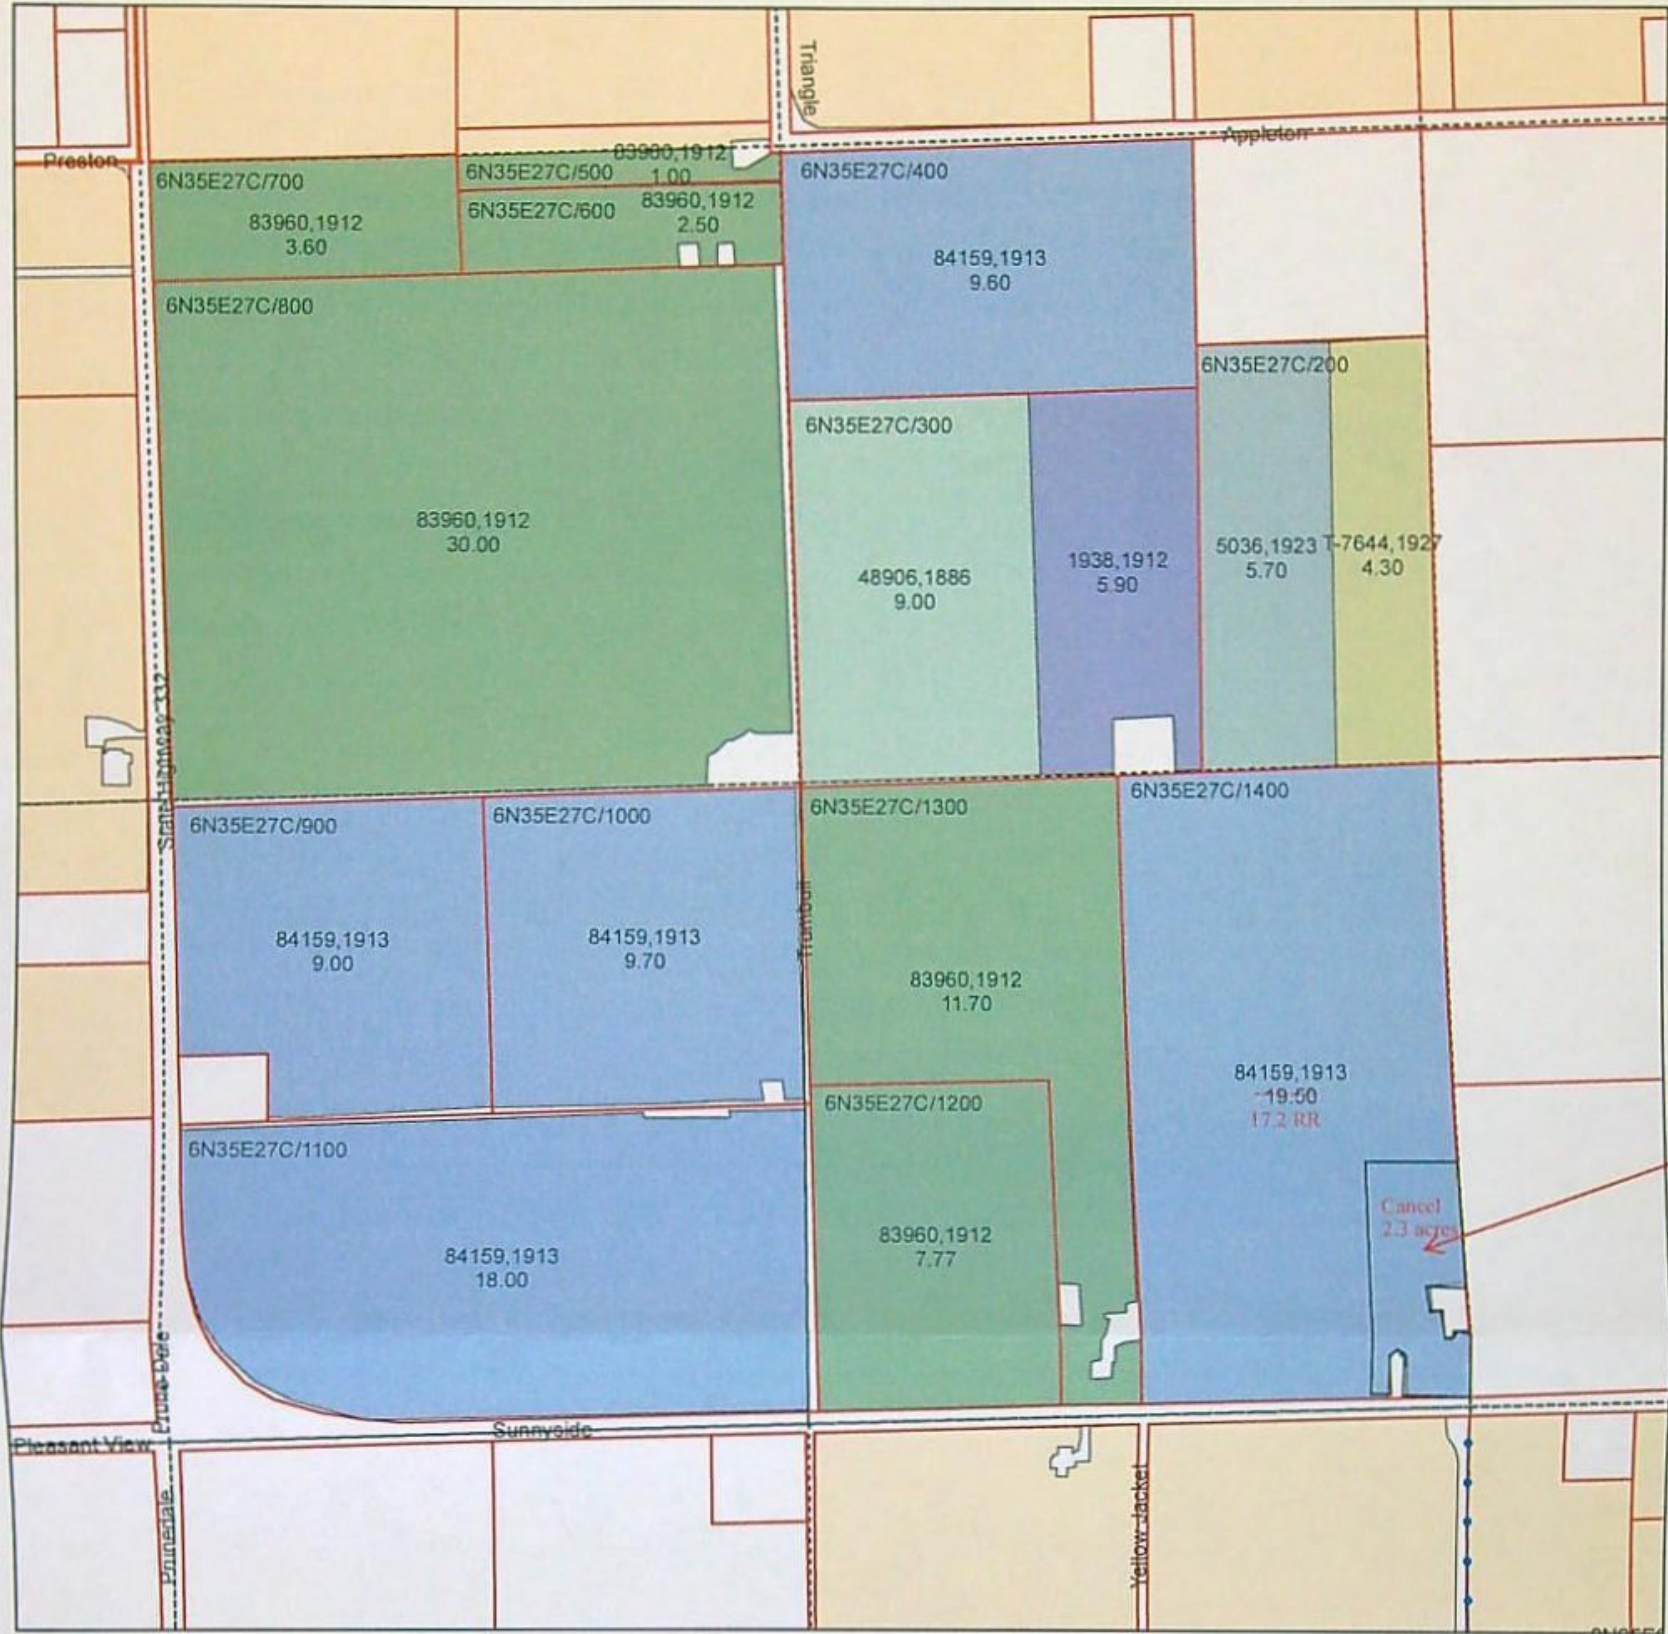 Triangle
Appleton
Preston
83960,1912
6N35E27C/500
1.00
6N35E27C/700
83960,1912
3.60
6N35E27C/600
83960,1912
2.50
6N35E27C/400
84159,1913
9.60
6N35E27C/800
83960,1912
30.00
6N35E27C/200
6N35E27C/300
48906,1886
9.00
1938,1912
5.90
5036,1923
5.70
T-7644,1927
4.30
State Highway 332
6N35E27C/900
84159,1913
9.00
6N35E27C/1000
84159,1913
9.70
Trumbull
6N35E27C/1300
83960,1912
11.70
6N35E27C/1400
84159,1913
19.50
17.2 RR
Cancel
2.3 acres
6N35E27C/1100
84159,1913
18.00
6N35E27C/1200
83960,1912
7.77
Prune Dale
Pleasant View
Sunnyside
Prunedale
Yellow Jacket